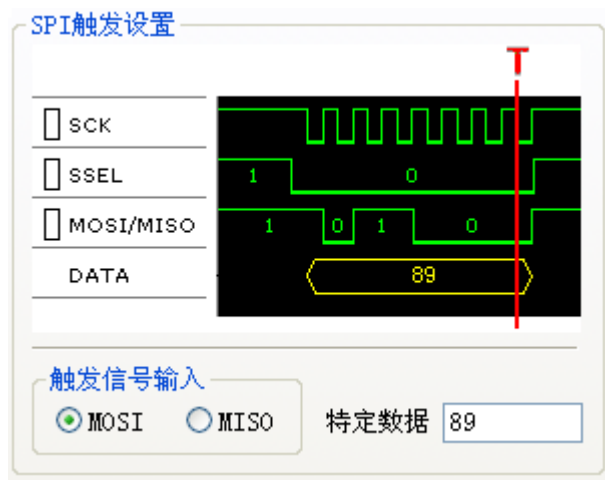 SPI触发设置
T
SCK
SSEL 1 0
MOSI/MISO 1 0 1 0
DATA 89
触发信号输入
MOSI MISO 特定数据 89